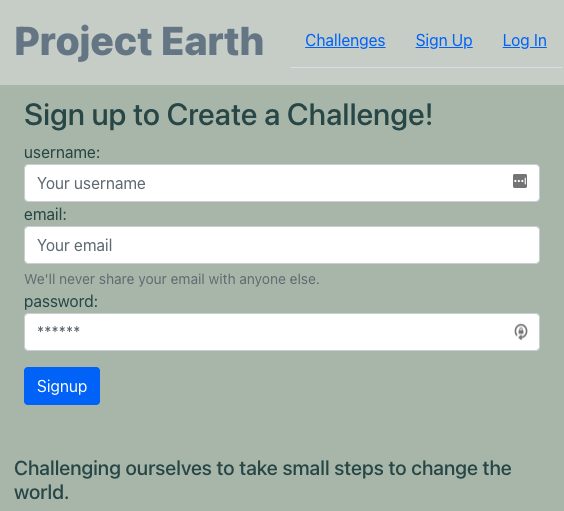 Project Earth
Challenges Sign Up Log In
Sign up to Create a Challenge!
username:
Your username
email:
Your email
We'll never share your email with anyone else.
password:
******
Signup
Challenging ourselves to take small steps to change the
world.